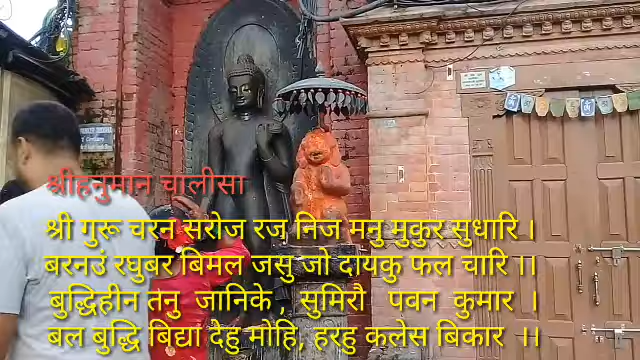 श्रीहनुमान चालीसा
श्री गुरू चरन सरोज रज निज मनु मुकुर सुधारि ।
बरनउं रघुबर बिमल जसु जो दायकु फल चारि ।।
बुद्धिहीन तनु जानिके , सुमिरौ पवन कुमार ।
बल बुद्धि बिद्या देहु मोहि, हरहु कलेस बिकार ।।